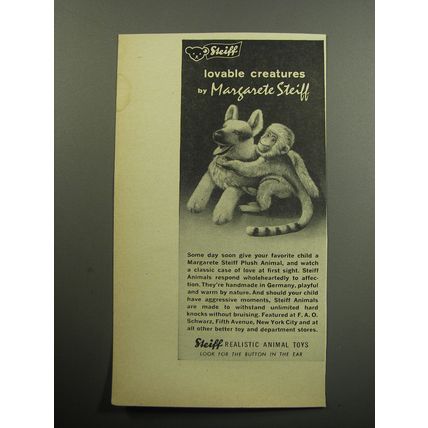 Steiff
lovable creatures
by Margarete Steiff
Some day soon give your favorite child a
Margarete Steiff Plush Animal, and watch
a classic case of love at first sight. Steiff
Animals respond wholeheartedly to affec-
tion. They're handmade in Germany, playful
and warm by nature. And should your child
have aggressive moments, Steiff Animals
are made to withstand unlimited hard
knocks without bruising. Featured at F. A. O.
Schwarz, Fifth Avenue, New York City and at
all other better toy and department stores.
Steiff REALISTIC ANIMAL TOYS
LOOK FOR THE BUTTON IN THE EAR